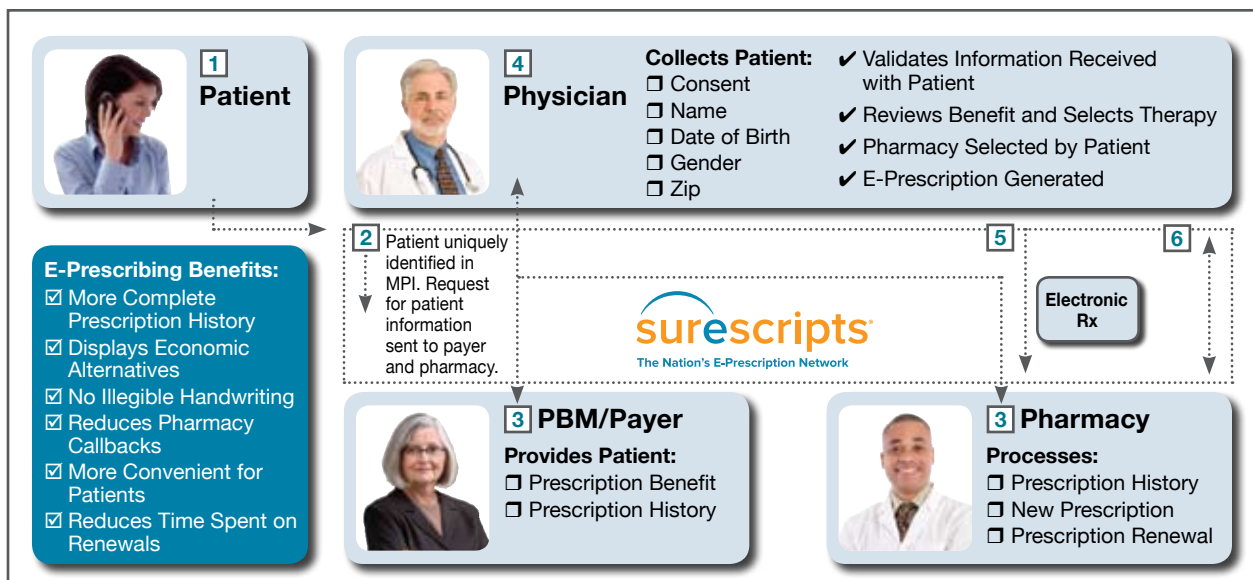 1
Patient
4
Physician
Collects Patient:
❒ Consent
❒ Name
❒ Date of Birth
❒ Gender
❒ Zip
✔ Validates Information Received
with Patient
✔ Reviews Benefit and Selects Therapy
✔ Pharmacy Selected by Patient
✔ E-Prescription Generated
E-Prescribing Benefits:
☑ More Complete
Prescription History
☑ Displays Economic
Alternatives
☑ No Illegible Handwriting
☑ Reduces Pharmacy
Callbacks
☑ More Convenient for
Patients
☑ Reduces Time Spent on
Renewals
2
Patient uniquely
identified in
MPI. Request
for patient
information
sent to payer
and pharmacy.
surescripts
The Nation's E-Prescription Network
5
Electronic
Rx
6
3 PBM/Payer
Provides Patient:
❒ Prescription Benefit
❒ Prescription History
3 Pharmacy
Processes:
❒ Prescription History
❒ New Prescription
❒ Prescription Renewal